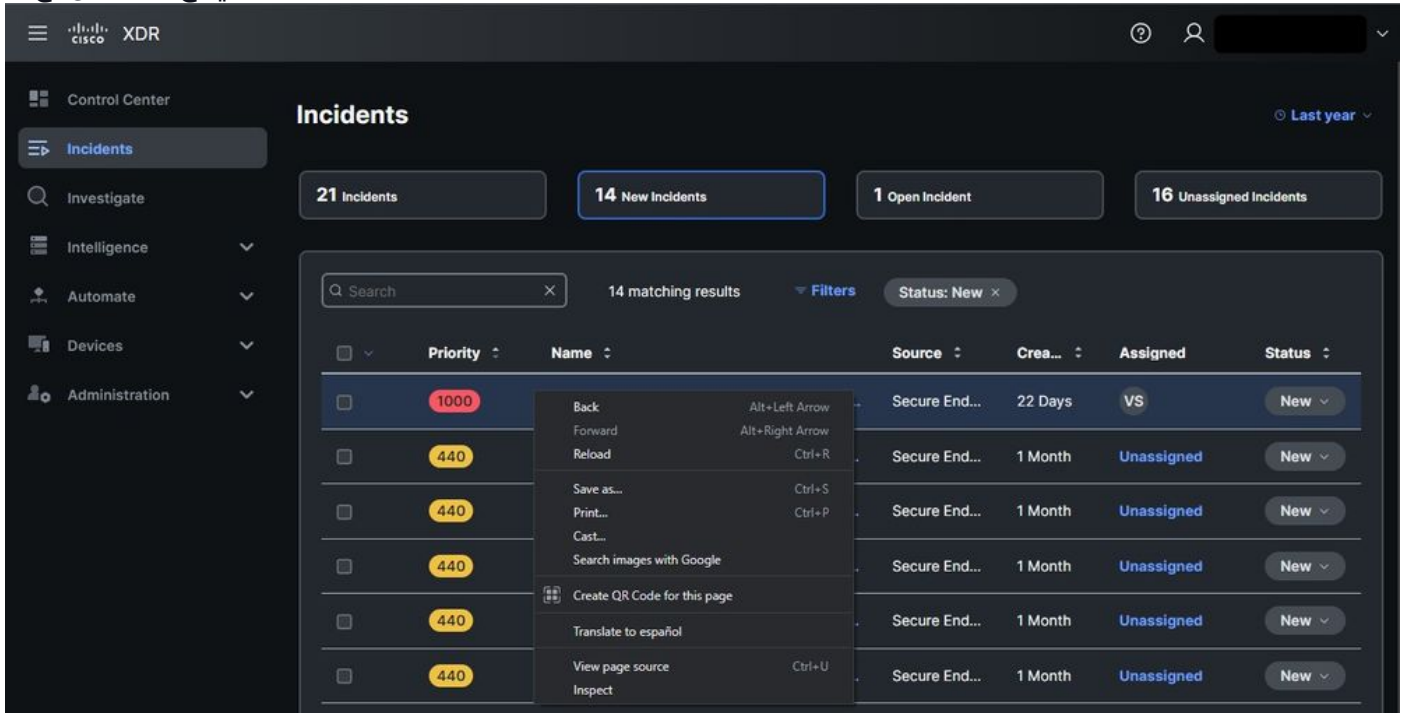 cisco XDR
Control Center
Incidents
Investigate
Intelligence
Automate
Devices
Administration
Incidents
Last year
21 Incidents
14 New Incidents
1 Open Incident
16 Unassigned Incidents
Search
14 matching results
Filters
Status: New ×
Priority Name Source Crea... Assigned Status
1000 Secure End... 22 Days VS New
440 Secure End... 1 Month Unassigned New
440 Secure End... 1 Month Unassigned New
440 Secure End... 1 Month Unassigned New
440 Secure End... 1 Month Unassigned New
440 Secure End... 1 Month Unassigned New
Back Alt+Left Arrow
Forward Alt+Right Arrow
Reload Ctrl+R
Save as... Ctrl+S
Print... Ctrl+P
Cast...
Search images with Google
Create QR Code for this page
Translate to español
View page source Ctrl+U
Inspect